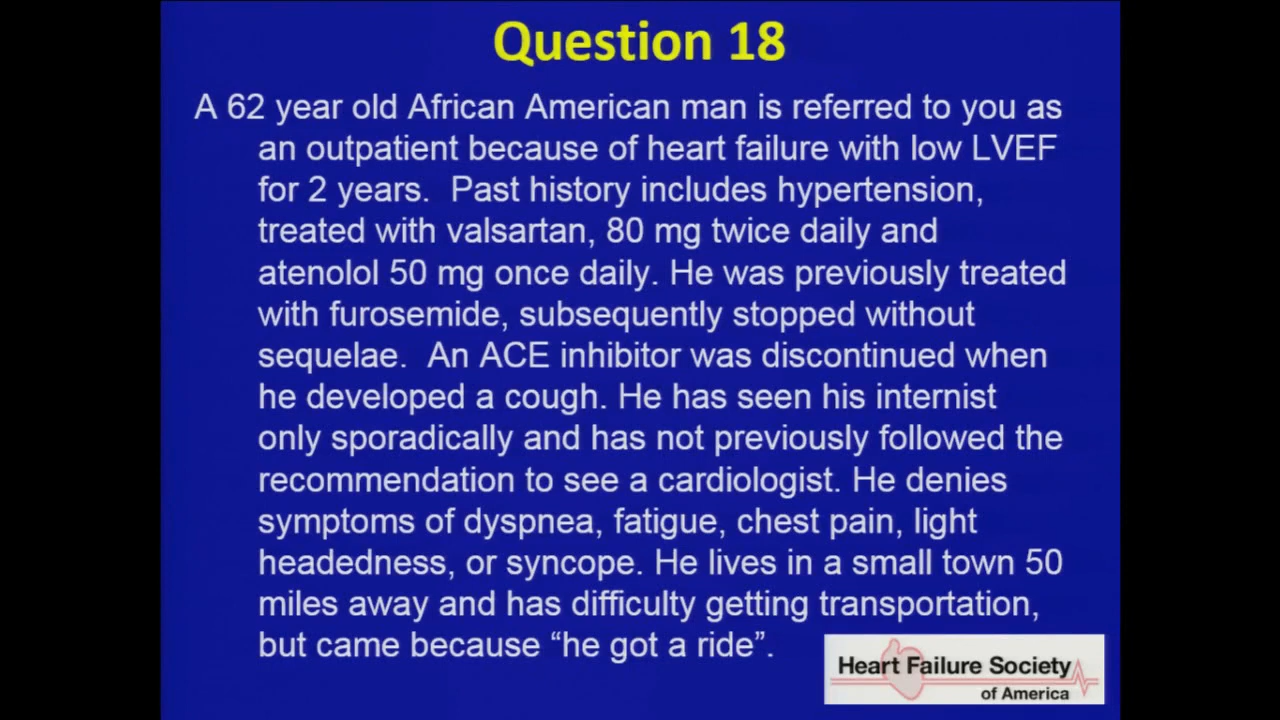 Question 18
A 62 year old African American man is referred to you as
an outpatient because of heart failure with low LVEF
for 2 years.  Past history includes hypertension,
treated with valsartan, 80 mg twice daily and
atenolol 50 mg once daily. He was previously treated
with furosemide, subsequently stopped without
sequelae.  An ACE inhibitor was discontinued when
he developed a cough. He has seen his internist
only sporadically and has not previously followed the
recommendation to see a cardiologist. He denies
symptoms of dyspnea, fatigue, chest pain, light
headedness, or syncope. He lives in a small town 50
miles away and has difficulty getting transportation,
but came because “he got a ride”.
Heart Failure Society
of America